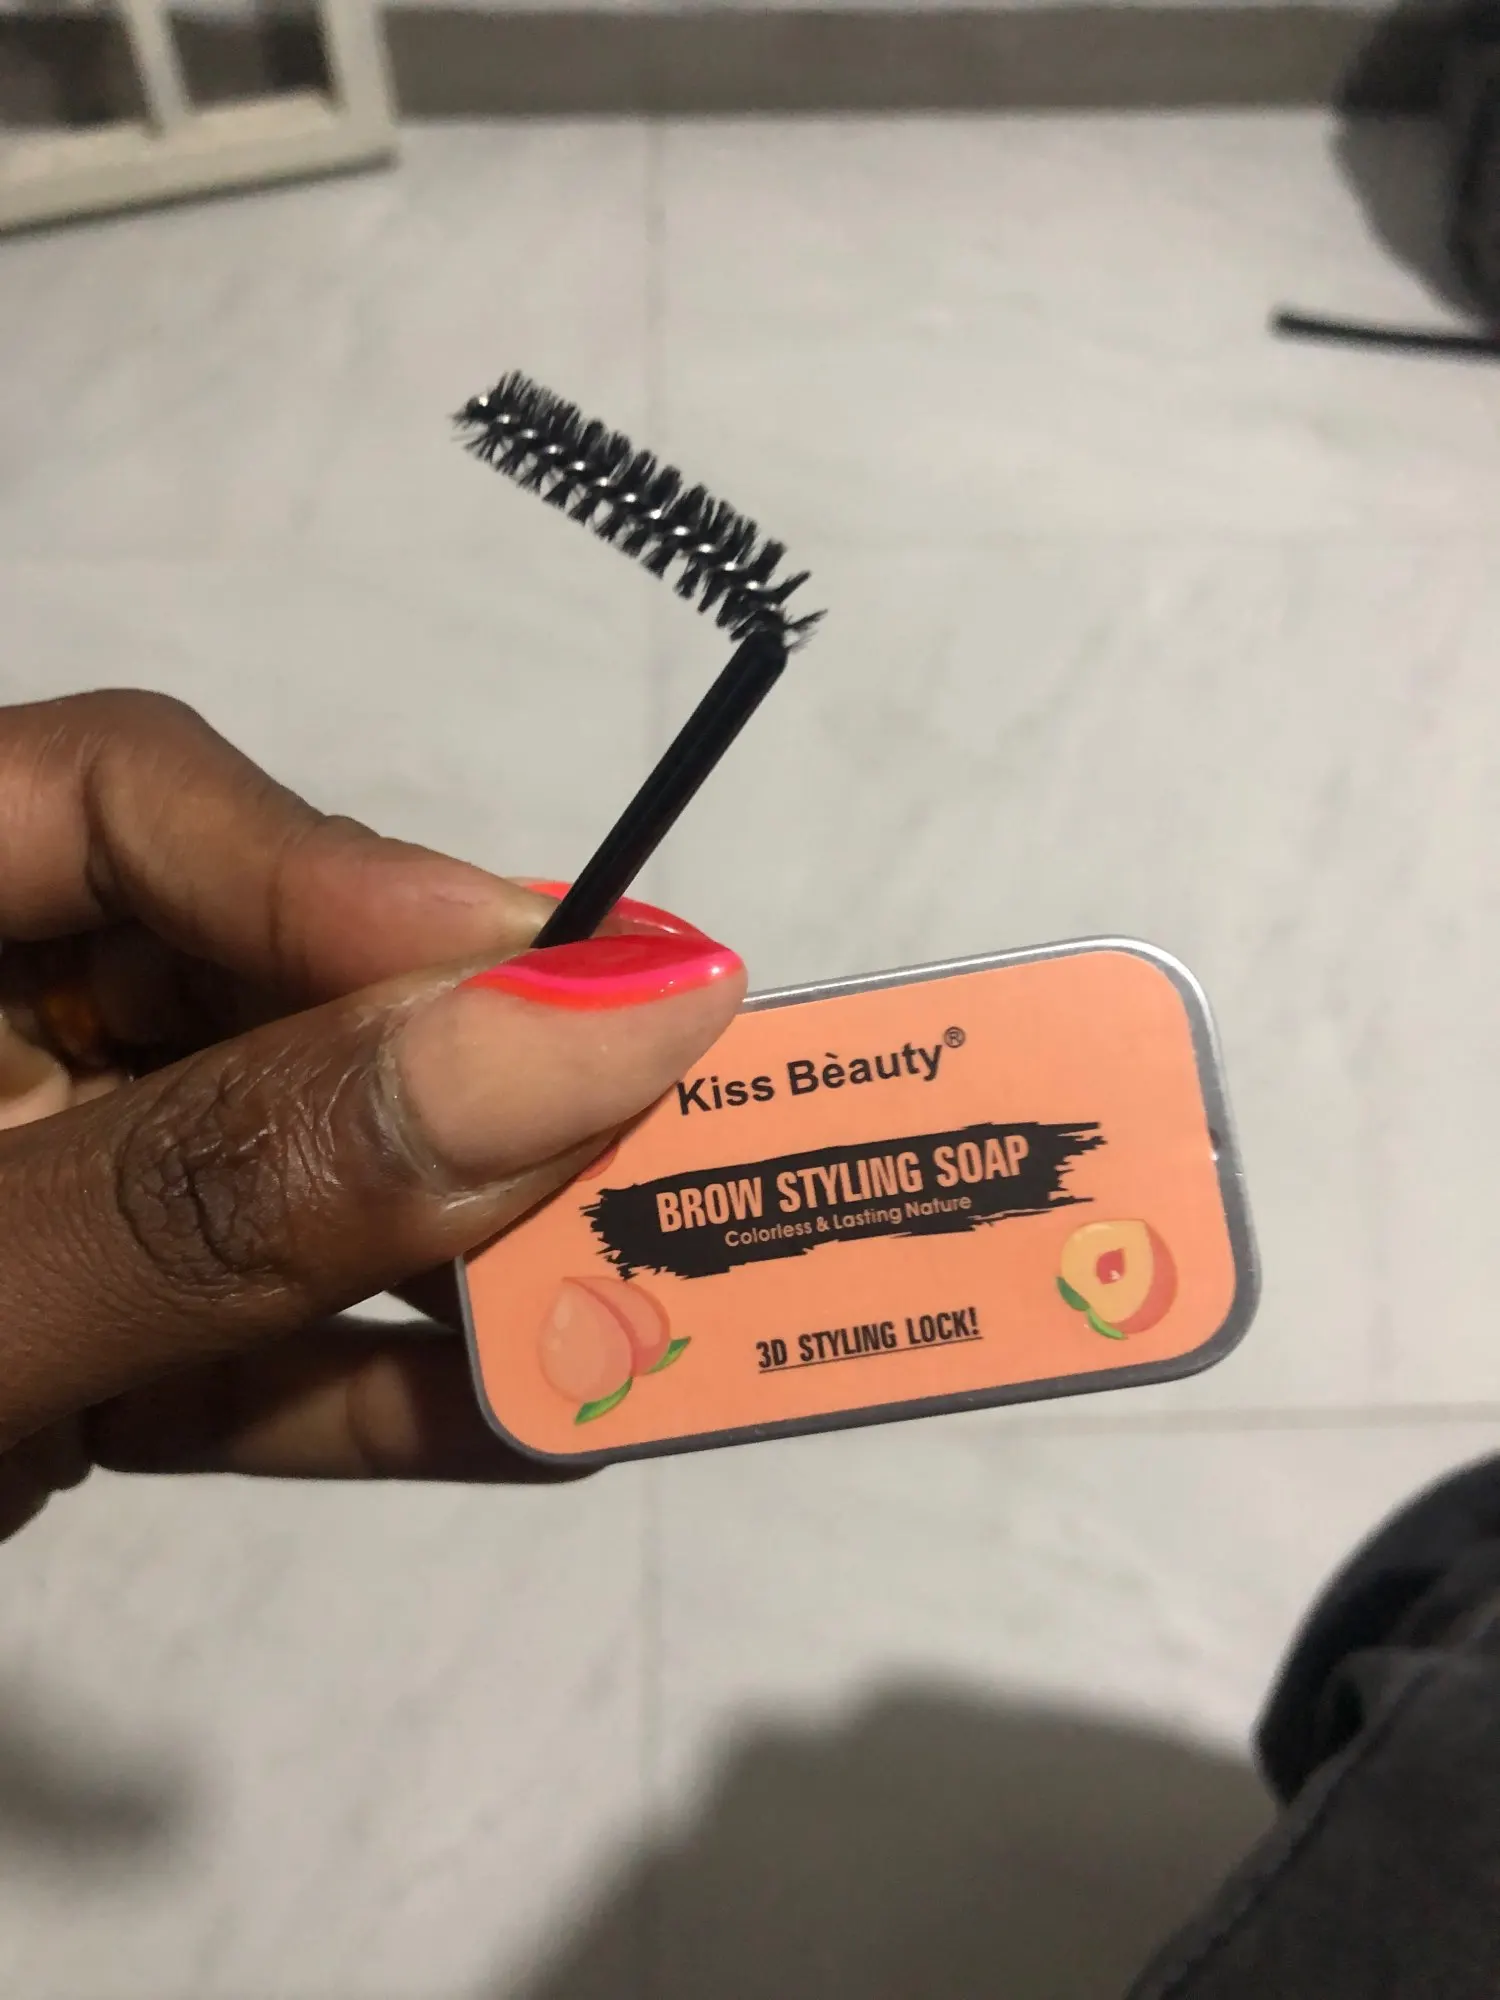 Kiss Bèauty®
BROW STYLING SOAP
Colorless & Lasting Nature
3D STYLING LOCK!